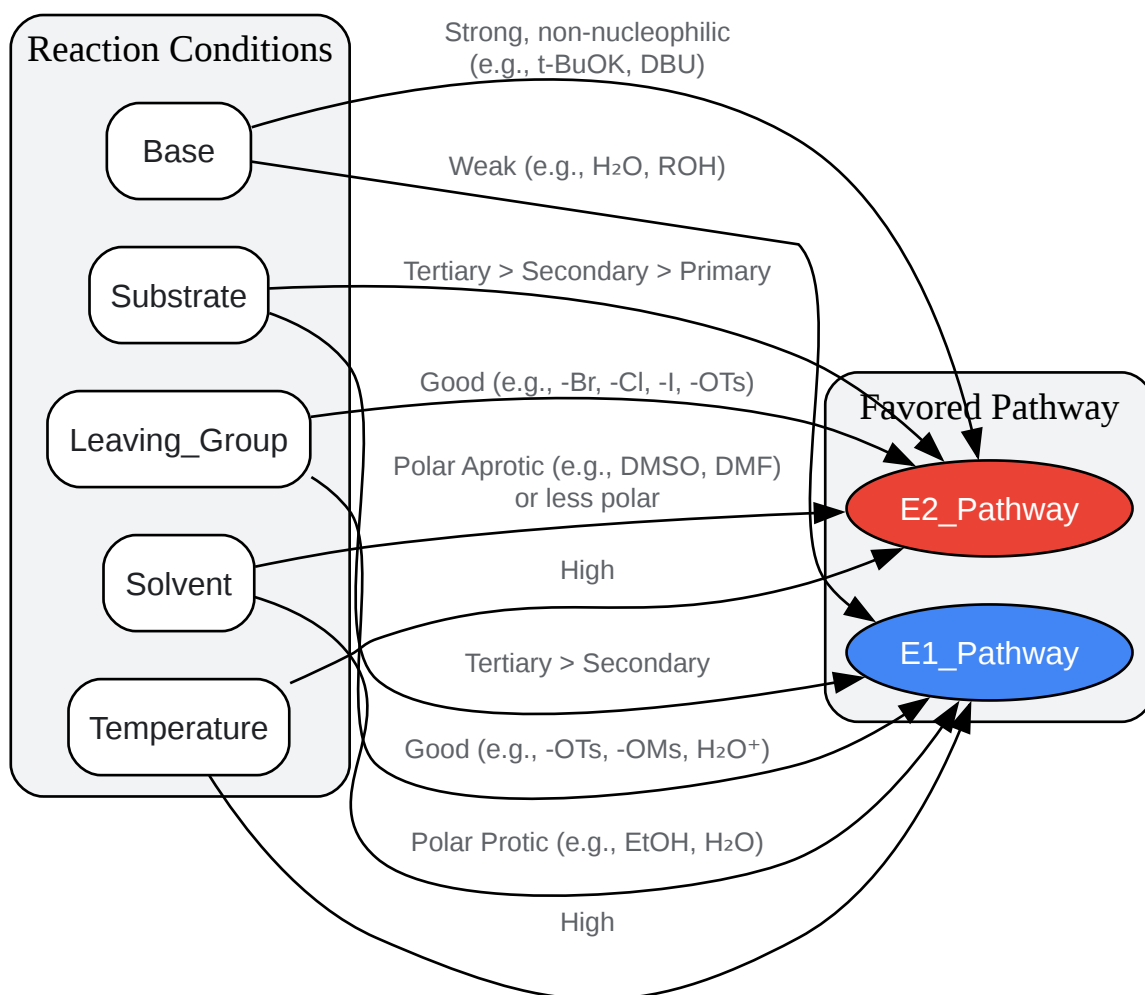 Reaction Conditions
Strong, non-nucleophilic
(e.g., t-BuOK, DBU)
Base
Weak (e.g., H₂O, ROH)
Substrate
Tertiary > Secondary > Primary
Leaving_Group
Good (e.g., -Br, -Cl, -I, -OTs)
Favored Pathway
Polar Aprotic (e.g., DMSO, DMF)
or less polar
E2_Pathway
Solvent
High
E1_Pathway
Tertiary > Secondary
Temperature
Good (e.g., -OTs, -OMs, H₂O⁺)
Polar Protic (e.g., EtOH, H₂O)
High